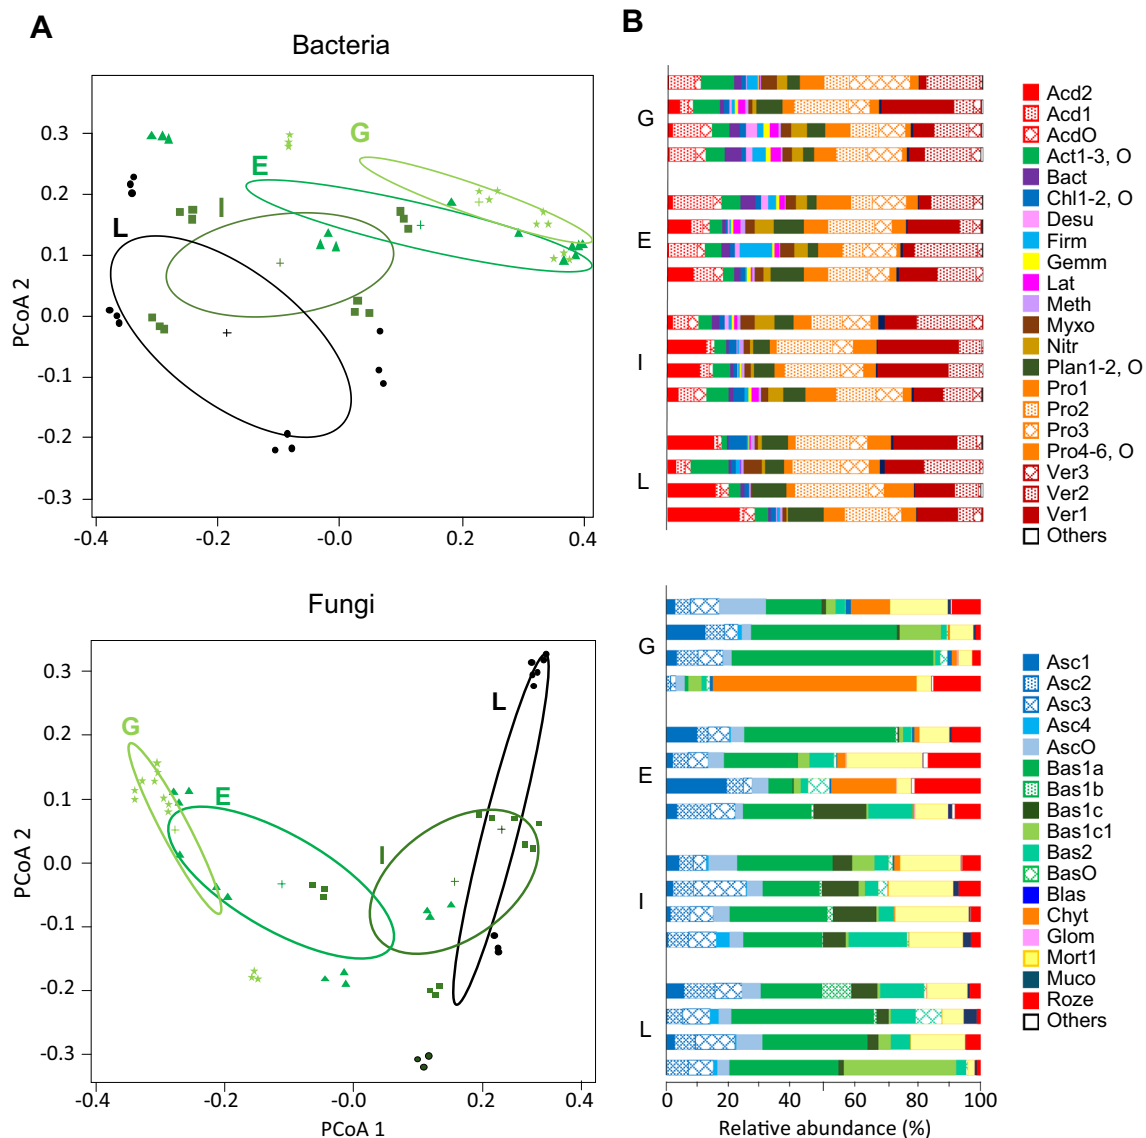 A
B
Bacteria
0.3
0.2
0.1
0.0
-0.1
-0.2
-0.3
PCoA 2
G
E
I
L
-0.4
-0.2
-0.0
0.2
0.4
G
E
I
L
Acd2
Acd1
AcdO
Act1-3, O
Bact
Chl1-2, O
Desu
Firm
Gemm
Lat
Meth
Myxo
Nitr
Plan1-2, O
Pro1
Pro2
Pro3
Pro4-6, O
Ver3
Ver2
Ver1
Others
Fungi
0.3
0.2
0.1
0.0
-0.1
-0.2
-0.3
PCoA 2
G
E
I
L
-0.4
-0.2
-0.0
0.2
0.4
PCoA 1
G
E
I
L
0
20
40
60
80
100
Relative abundance (%)
Asc1
Asc2
Asc3
Asc4
AscO
Bas1a
Bas1b
Bas1c
Bas1c1
Bas2
BasO
Blas
Chyt
Glom
Mort1
Muco
Roze
Others